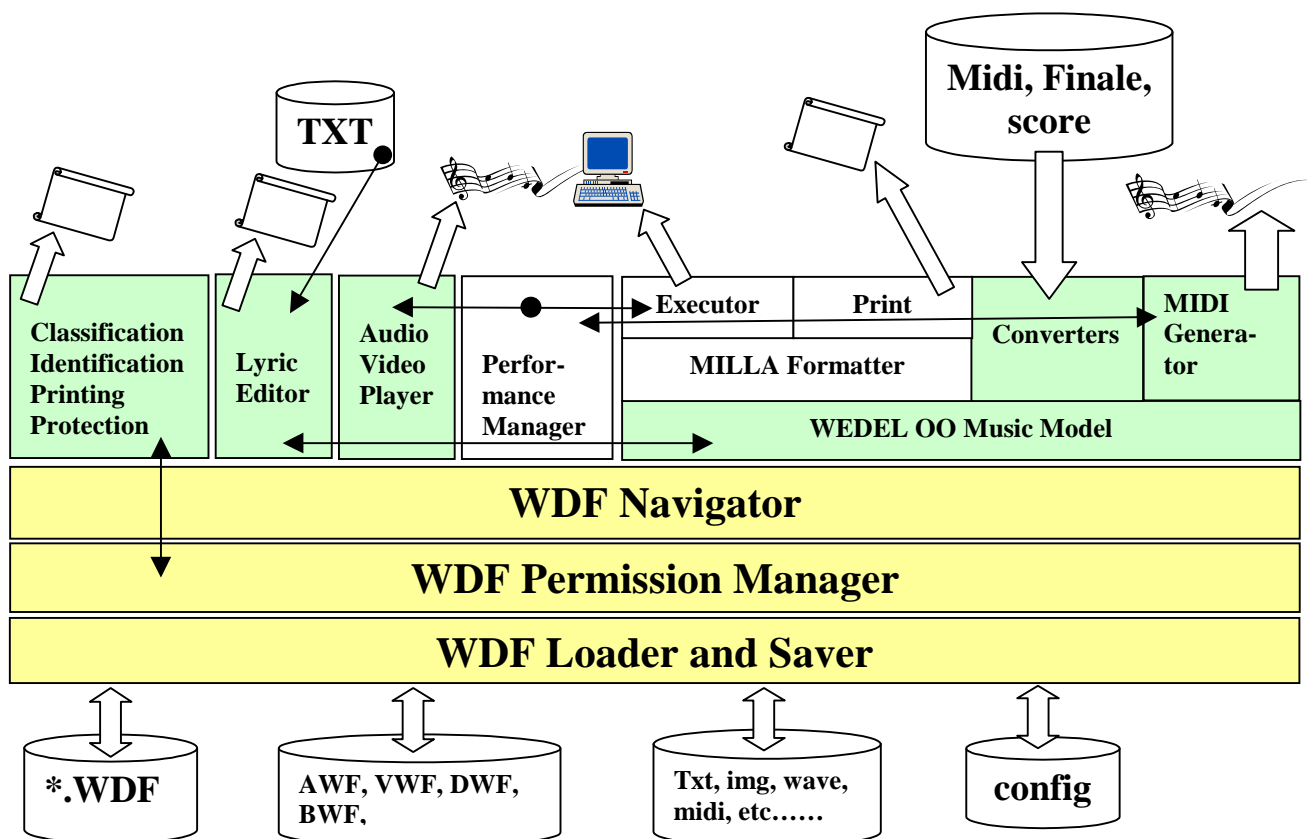 Midi, Finale,
score
TXT
Classification
Identification
Printing
Protection
Lyric
Editor
Audio
Video
Player
Perfor-
mance
Manager
Executor
Print
MILLA Formatter
Converters
MIDI
Genera-
tor
WEDEL OO Music Model
WDF Navigator
WDF Permission Manager
WDF Loader and Saver
*.WDF
AWF, VWF, DWF,
BWF,
Txt, img, wave,
midi, etc……
config